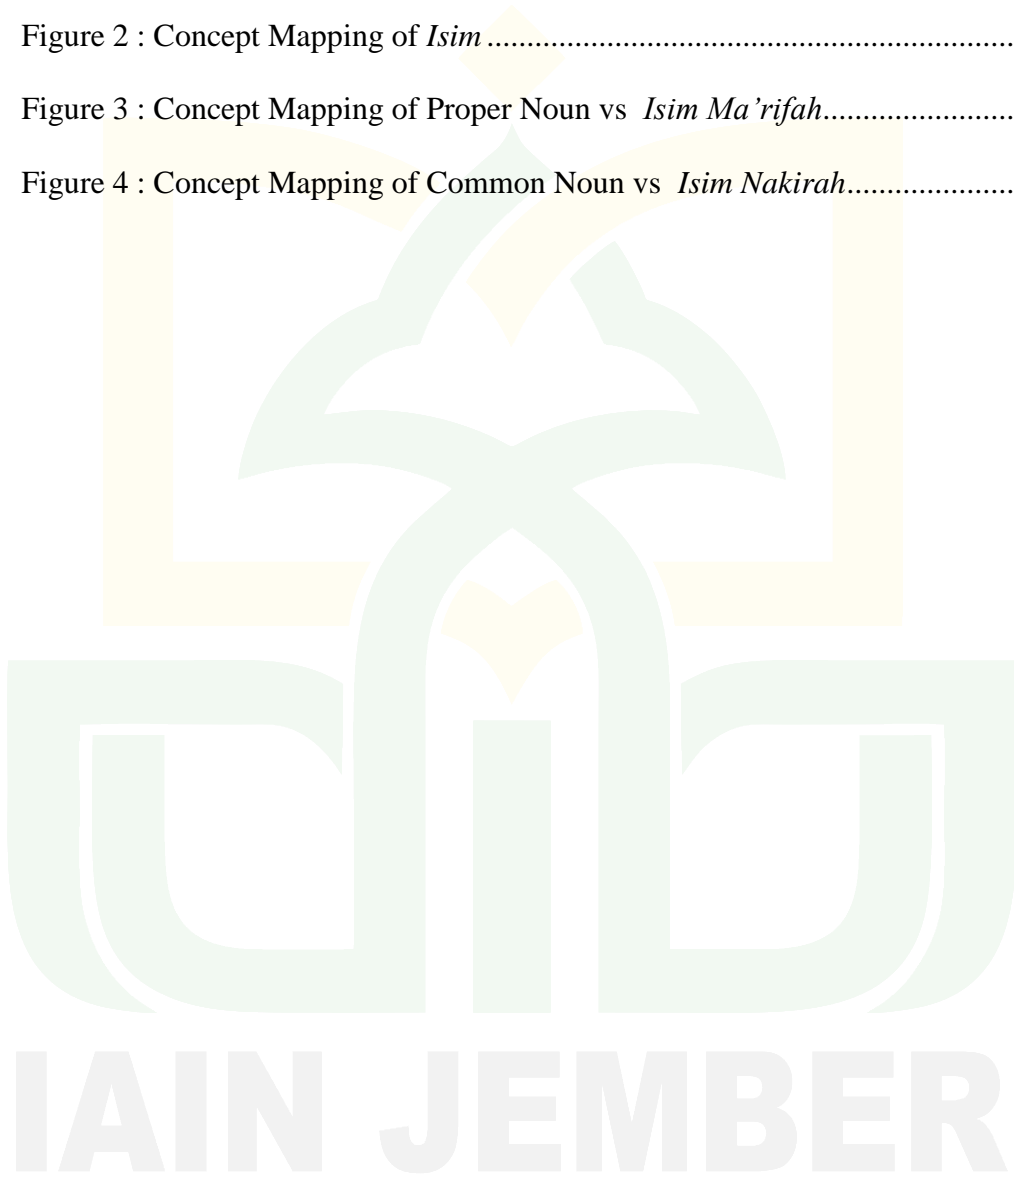 Figure 2 : Concept Mapping of Isim ..................................................................
Figure 3 : Concept Mapping of Proper Noun vs  Isim Ma’rifah........................
Figure 4 : Concept Mapping of Common Noun vs  Isim Nakirah.....................
IAIN JEMBER